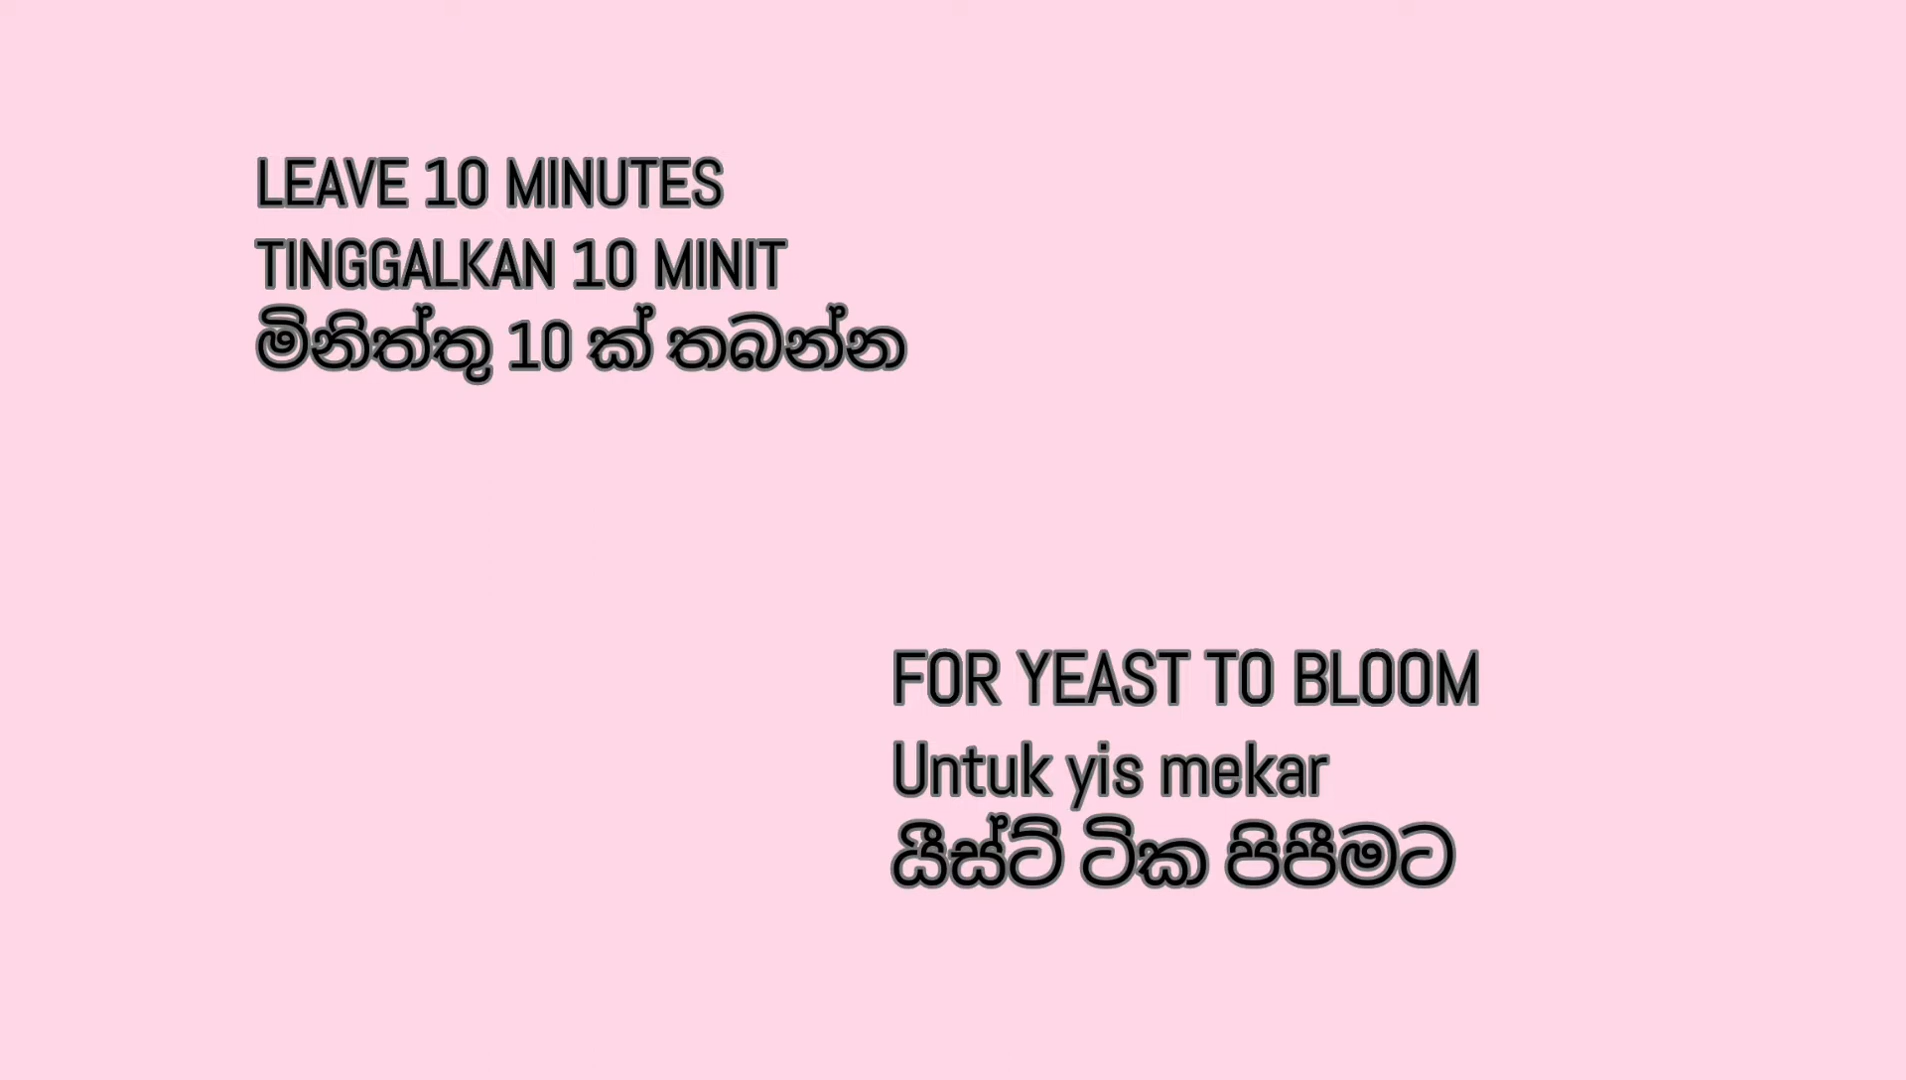 LEAVE 10 MINUTES
TINGGALKAN 10 MINIT
මිනිත්තු 10 ක් තබන්න
FOR YEAST TO BLOOM
Untuk yis mekar
යීස්ට් ටික පිපීමට